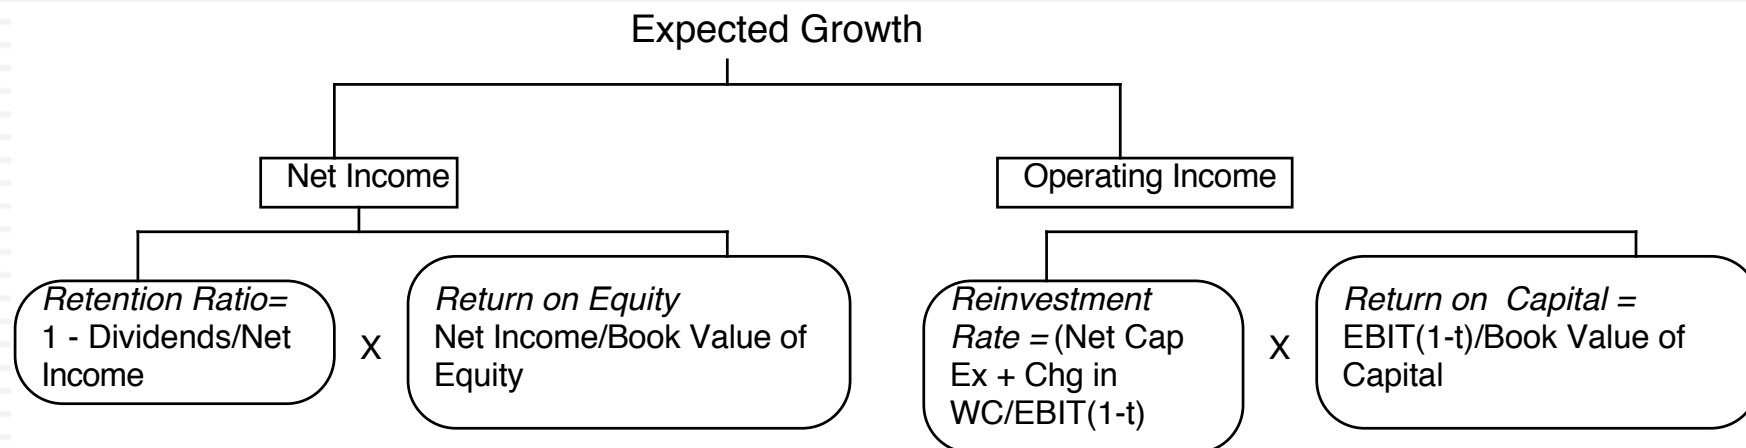 Expected Growth
Net Income
Operating Income
Retention Ratio=
1 - Dividends/Net
Income
X
Return on Equity
Net Income/Book Value of
Equity
Reinvestment
Rate = (Net Cap
Ex + Chg in
WC/EBIT(1-t)
X
Return on Capital =
EBIT(1-t)/Book Value of
Capital